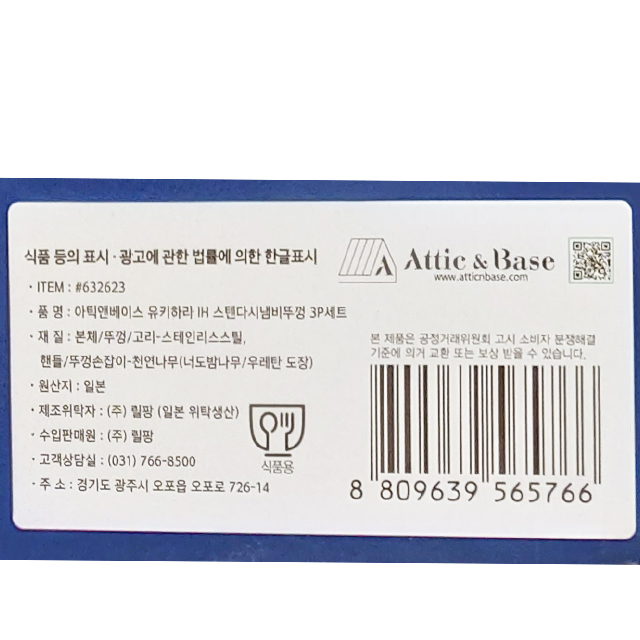 식품 등의 표시·광고에 관한 법률에 의한 한글표시
Attic & Base
www.atticnbase.com
· ITEM : #632623
· 품 명 : 아틱앤베이스 유키하라 IH 스텐다시냄비뚜껑 3P세트
· 재 질 : 본체/뚜껑/고리-스테인리스스틸,
핸들/뚜껑손잡이-천연나무(너도밤나무/우레탄 도장)
· 원산지 : 일본
· 제조위탁자 : (주) 릴팡 (일본 위탁생산)
· 수입판매원 : (주) 릴팡
· 고객상담실 : (031) 766-8500
· 주 소 : 경기도 광주시 오포읍 오포로 726-14
식품용
본 제품은 공정거래위원회 고시 소비자 분쟁해결
기준에 의거 교환 또는 보상 받을 수 있습니다.
8 809639 565766